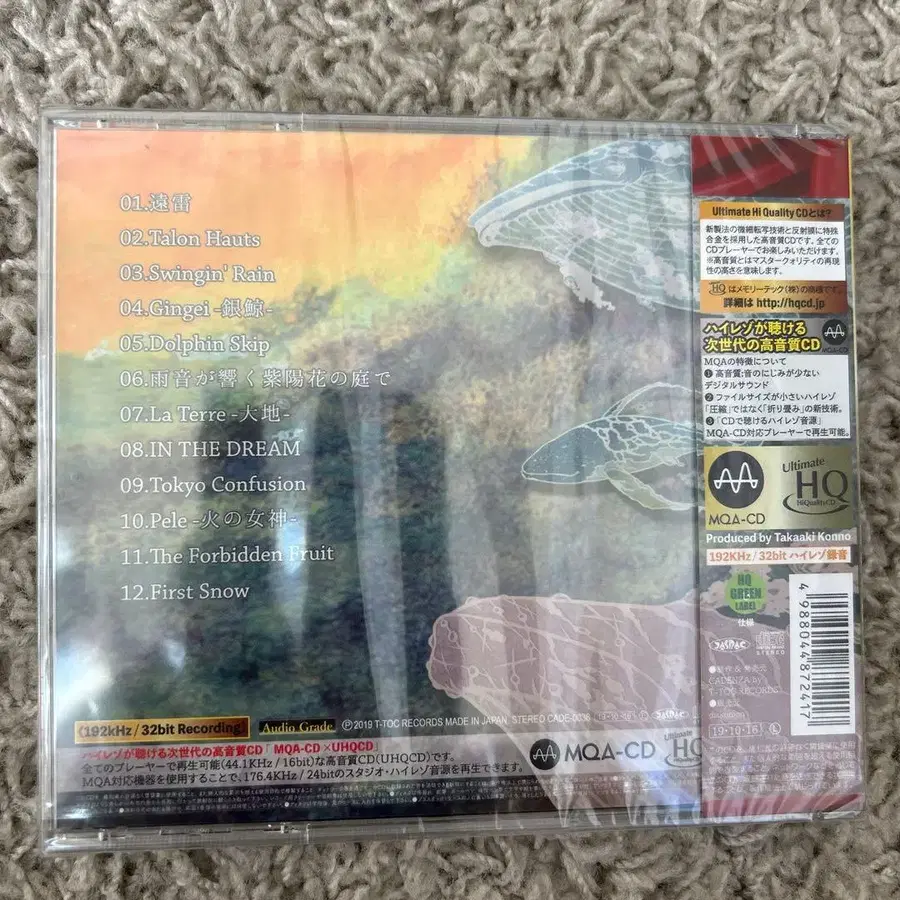 01.遠雷
02.Talon Hauts
03.Swingin' Rain
04.Gingei -銀鯨-
05.Dolphin Skip
06.雨音が響く紫陽花の庭で
07.La Terre -大地-
08.IN THE DREAM
09.Tokyo Confusion
10.Pele -火の女神-
11.The Forbidden Fruit
12.First Snow
(192kHz / 32bit Recording)
Audio Grade
Ⓟ2019 T-TOC RECORDS MADE IN JAPAN STEREO CADE-0036
ハイレゾが聴ける次世代の高音質CD「 MQA-CD×UHQCD」
全てのプレーヤーで再生可能(44.1KHz / 16bit)な高音質CD(UHQCD)です。
MQA対応機器を使用することで、176.4KHz / 24bitのスタジオ・ハイレゾ音源を再生できます。
MQA-CD
HQ
Ultimate Hi Quality CDとは?
新製法の微細転写技術と反射膜に特殊
合金を採用した高音質CDです。全ての
CDプレーヤーでお楽しみいただけます。
※高音質とはマスタークォリティの再現
性の高さを意味します。
HQ はメモリーテック(株)の商標です。
詳細は http://hqcd.jp
ハイレゾが聴ける
次世代の高音質CD
MQA-CD
MQAの特徴について
❶ 高音質:音のにじみが少ない
デジタルサウンド
❷ ファイルサイズが小さいハイレゾ
「圧縮」ではなく「折り畳み」の新技術。
❸ 「CDで聴けるハイレゾ音源」
MQA-CD対応プレーヤーで再生可能。
MQA-CD
Ultimate
HQ
HiQualityCD
Produced by Takaaki Konno
192KHz / 32bit ハイレゾ録音
HQ
GREEN
LABEL
仕様
JASRAC
STEREO
CADENZA by
T-TOC RECORDS
19・10・16 Ⓛ
4988044872417